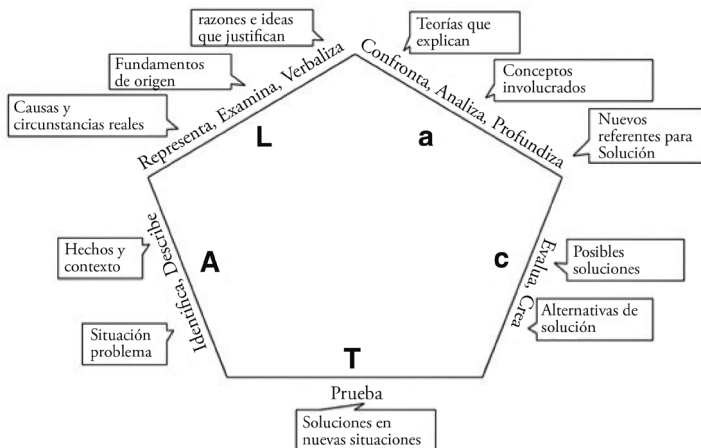 razones e ideas
que justifican
Fundamentos
de origen
Causas y
circunstancias reales
Representa, Examina, Verbaliza
L
Teorías que
explican
Conceptos
involucrados
Nuevos
referentes para
Solución
Confronta, Analiza, Profundiza
a
Hechos y
contexto
Situación
problema
Identifica, Describe
A
Posibles
soluciones
Alternativas de
solución
Evalua, Crea
c
T
Prueba
Soluciones en
nuevas situaciones